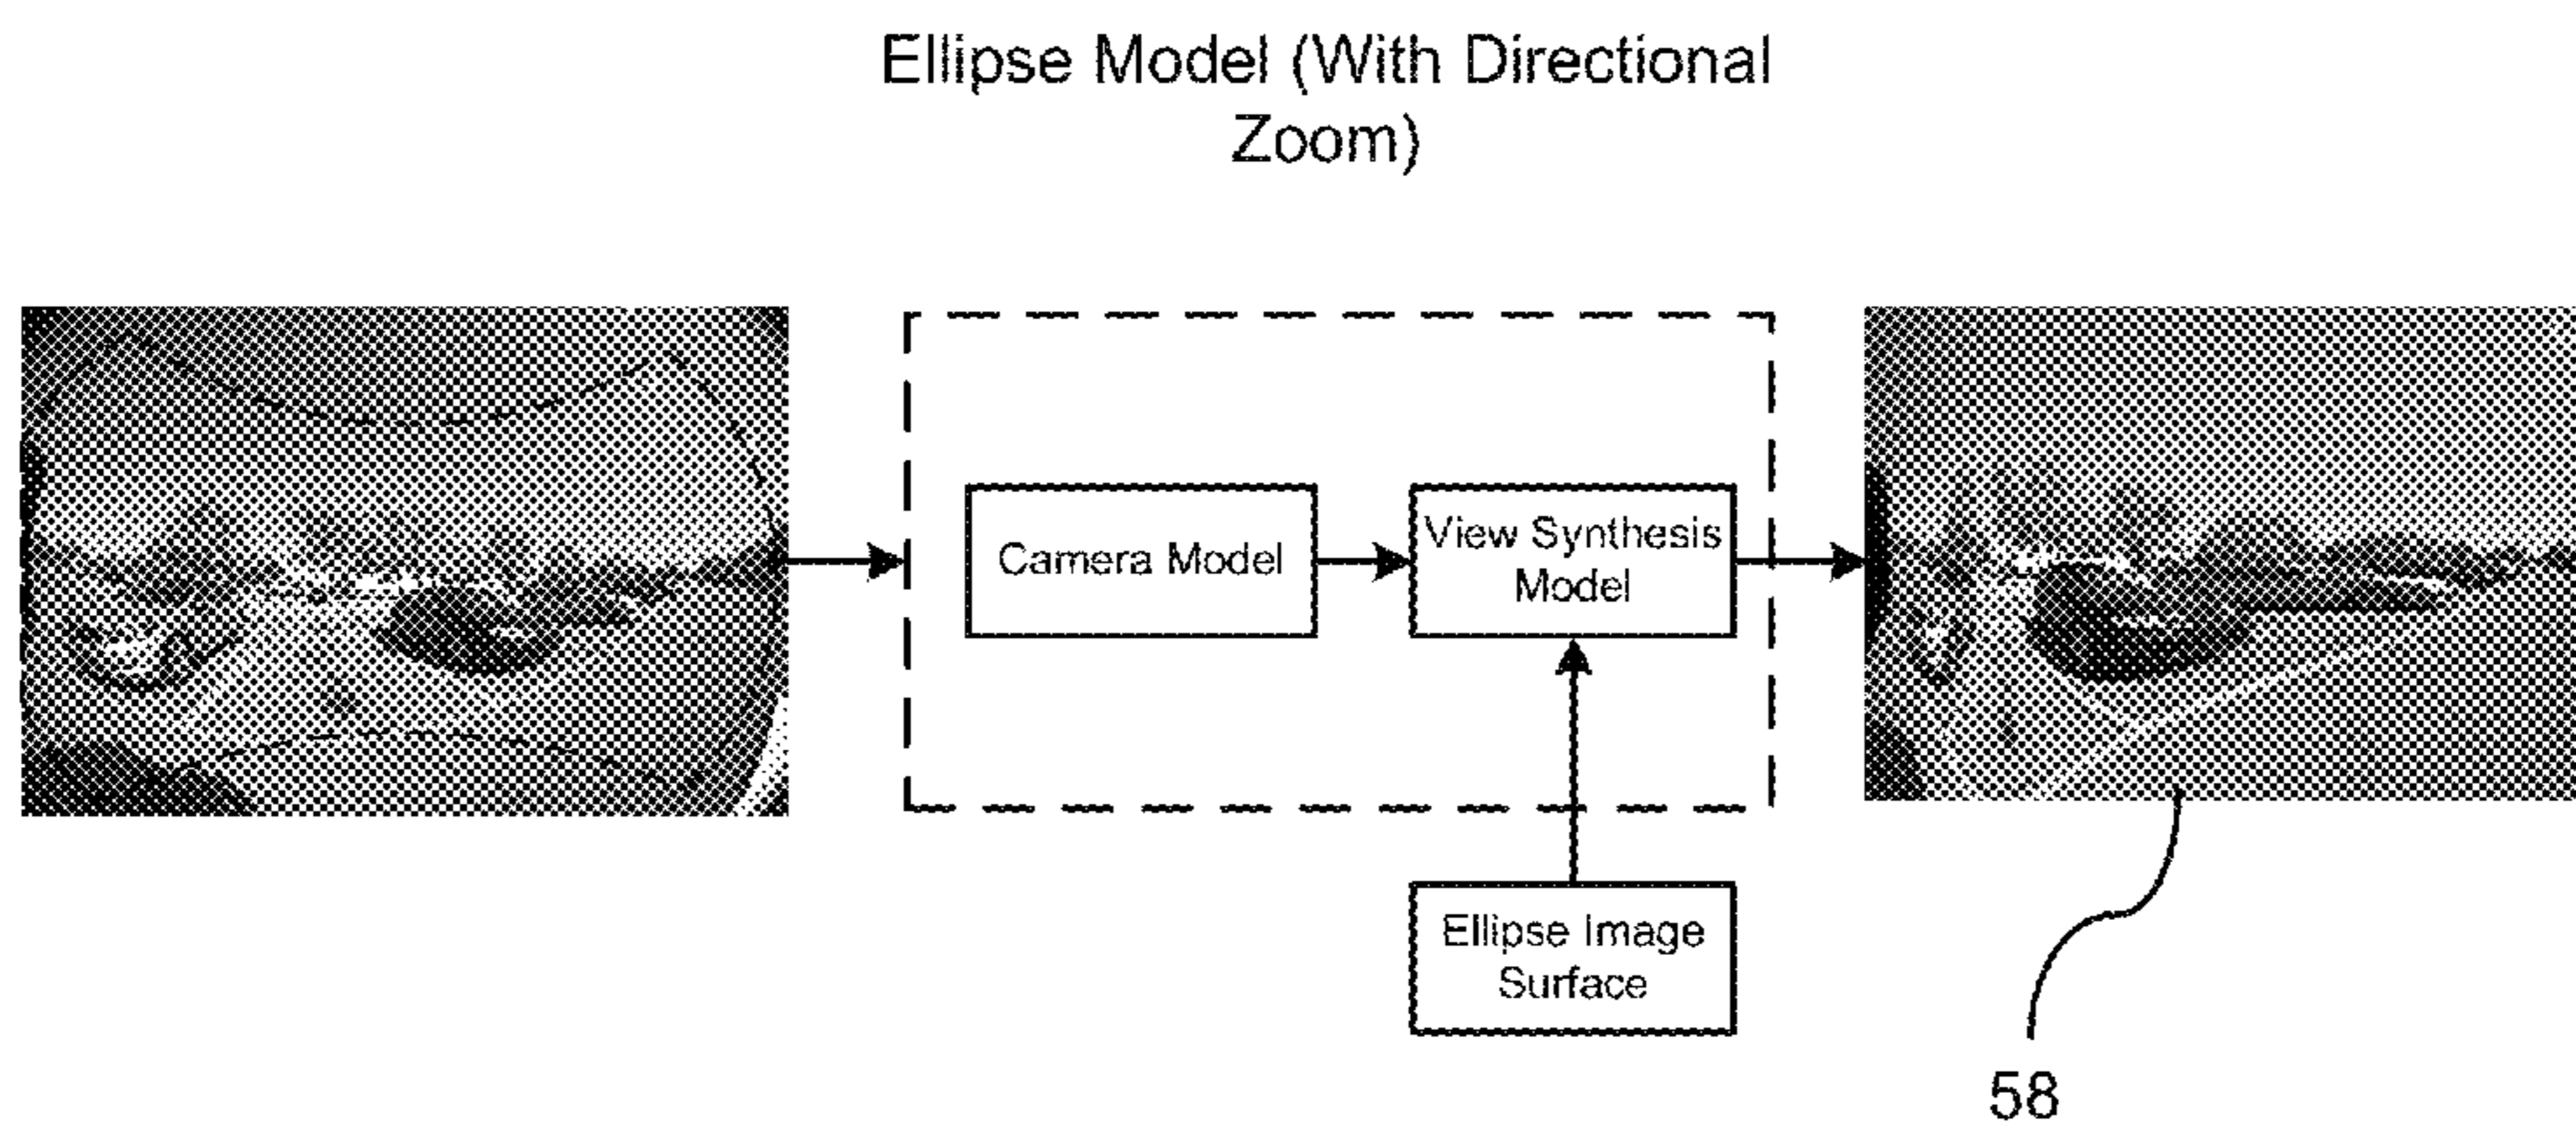 Ellipse Model (With Directional
Zoom)
Camera Model
View Synthesis
Model
Ellipse Image
Surface
58